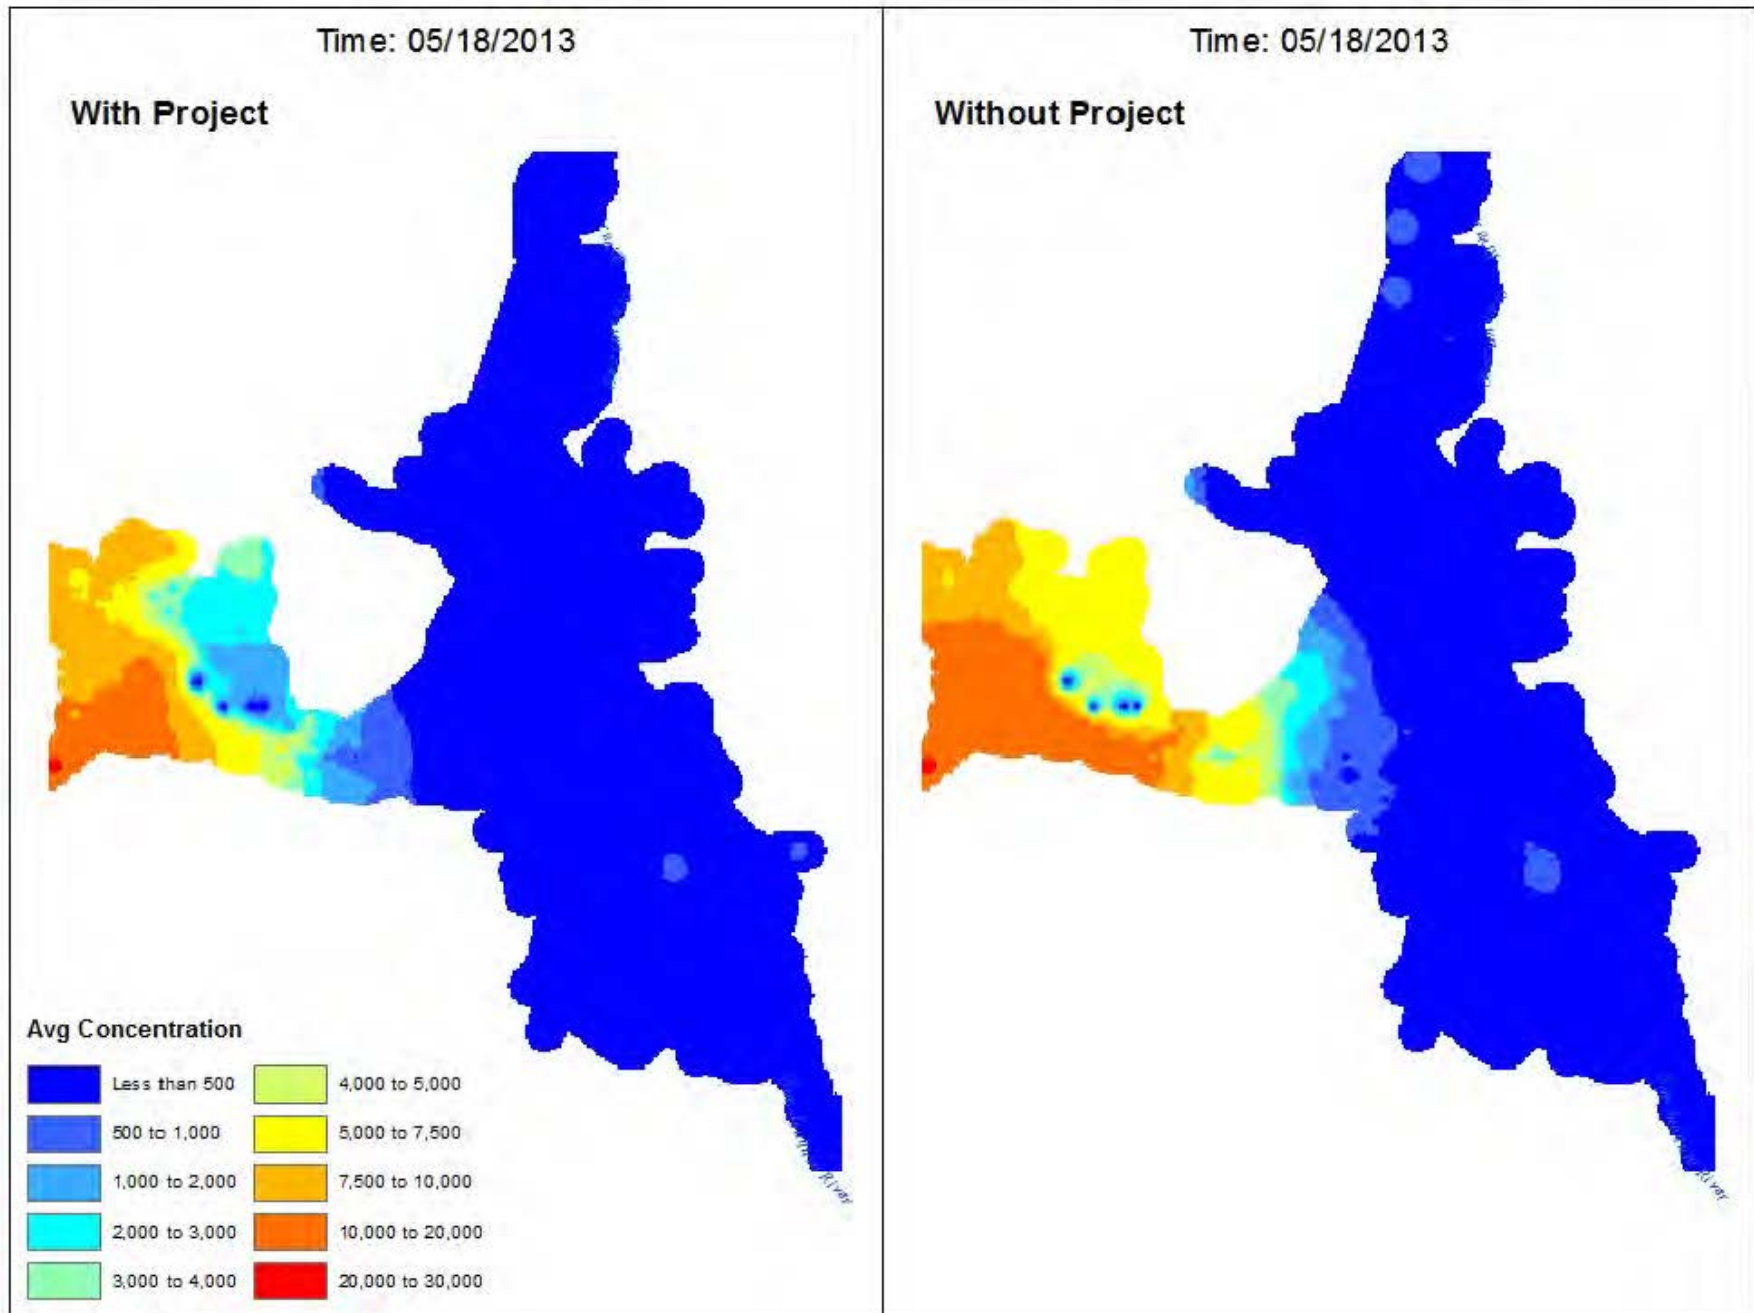 Time: 05/18/2013
With Project
Avg Concentration
Less than 500
500 to 1,000
1,000 to 2,000
2,000 to 3,000
3,000 to 4,000
4,000 to 5,000
5,000 to 7,500
7,500 to 10,000
10,000 to 20,000
20,000 to 30,000
River
Time: 05/18/2013
Without Project
River